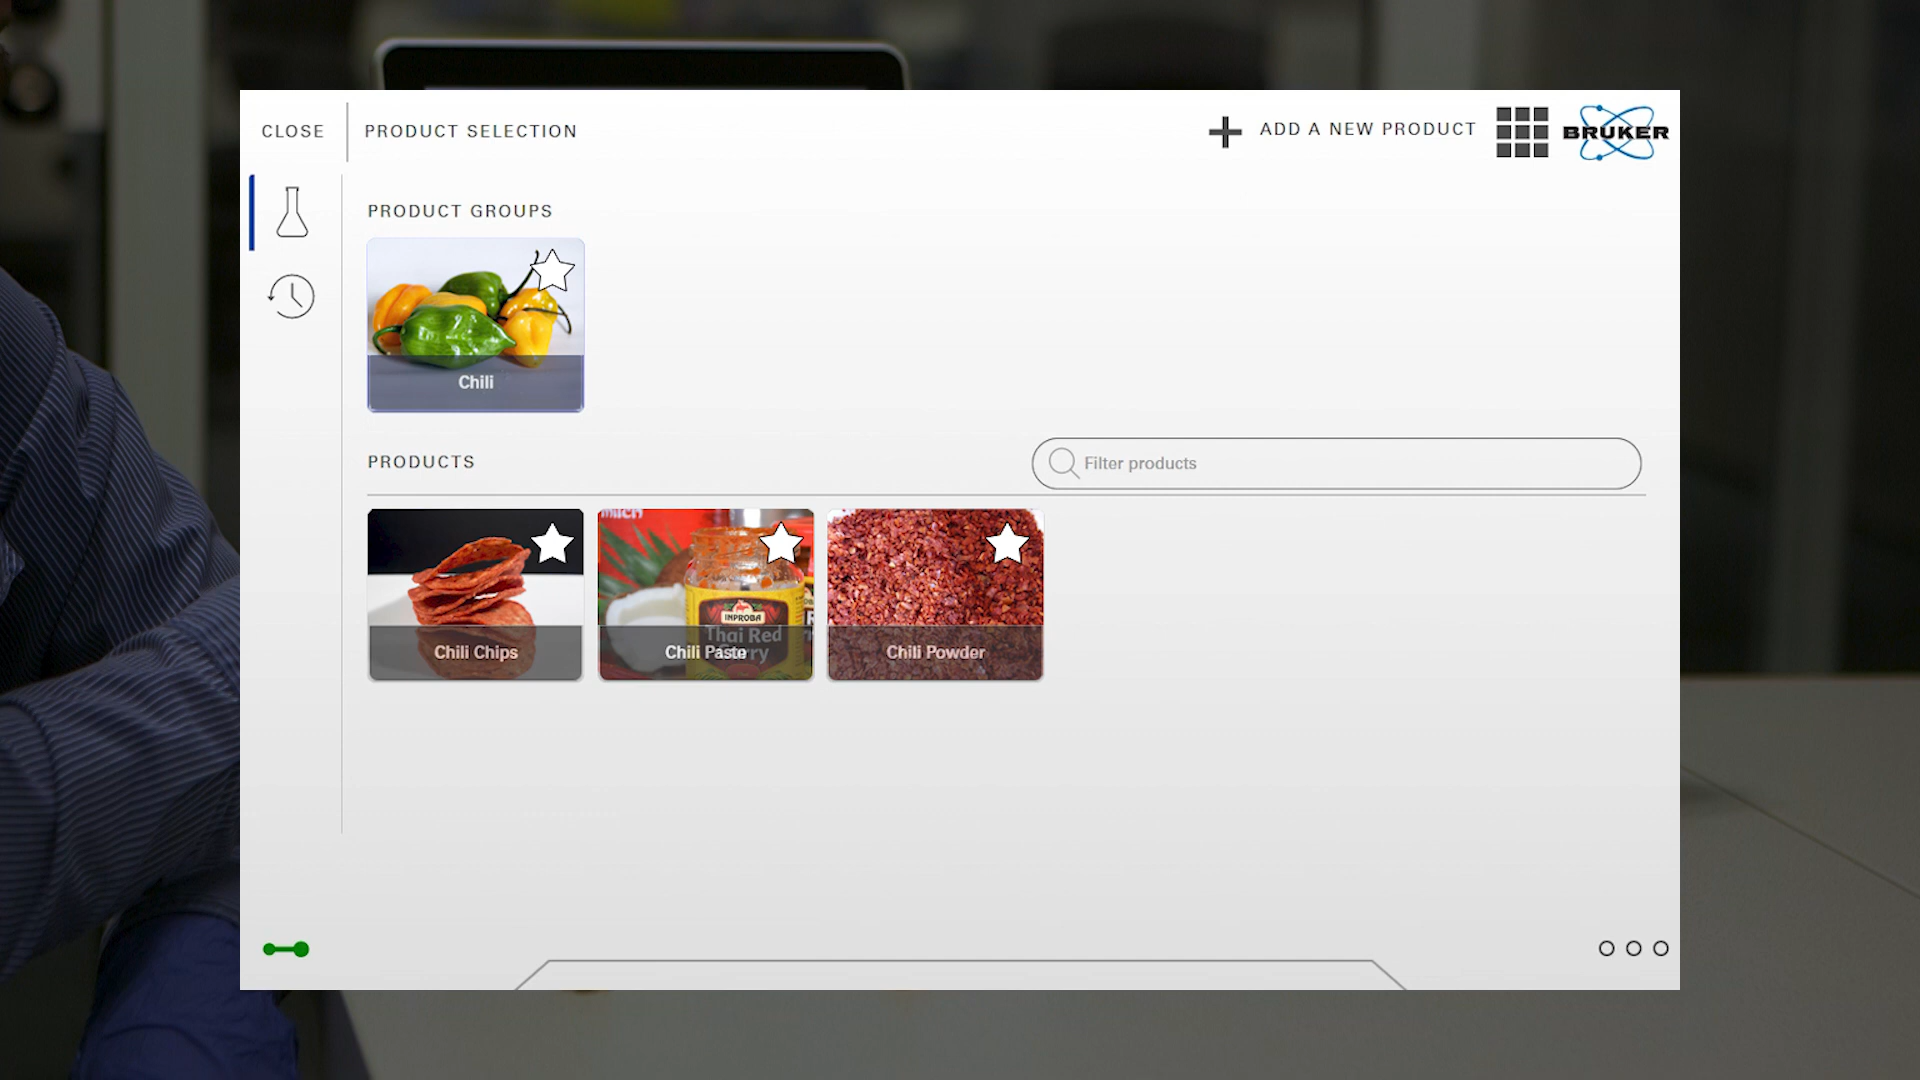 CLOSE
PRODUCT SELECTION
ADD A NEW PRODUCT
BRUKER
PRODUCT GROUPS
Chili
PRODUCTS
Filter products
INPROBA
Thai Red
Curry
Chili Chips
Chili Paste
Chili Powder